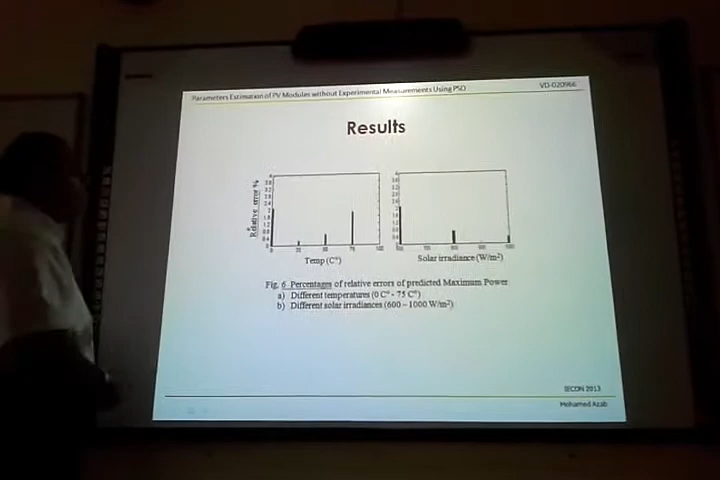 Parameters Estimation of PV Modules without Experimental Measurements Using PSO
VD-020966
Results
Relative error %
Temp (C°)
Solar irradiance (W/m²)
Fig. 6 Percentages of relative errors of predicted Maximum Power
a) Different temperatures (0 C° - 75 C°)
b) Different solar irradiances (600 – 1000 W/m²)
IECON 2013
Mohamed Azab